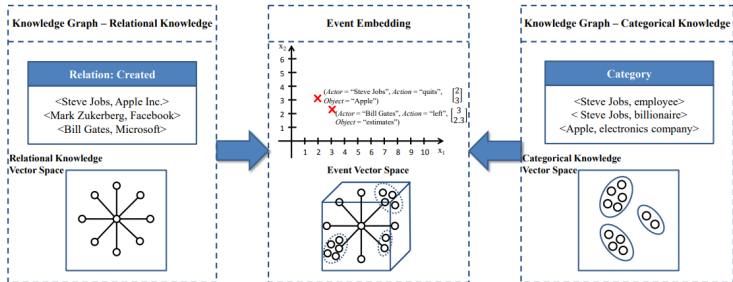 Knowledge Graph – Relational Knowledge
Relation: Created
<Steve Jobs, Apple Inc.>
<Mark Zukerberg, Facebook>
<Bill Gates, Microsoft>
Relational Knowledge
Vector Space
Event Embedding
x₂
6
5
4
3
2
1
1 2 3 4 5 6 7 8 9 10 x₁
(Actor = “Steve Jobs”, Action = “quits”,
Object = “Apple”)
[2
3]
(Actor = “Bill Gates”, Action = “left”,
Object = “estimates”)
[3
2.3]
Event Vector Space
Knowledge Graph – Categorical Knowledge
Category
<Steve Jobs, employee>
< Steve Jobs, billionaire>
<Apple, electronics company>
Categorical Knowledge
Vector Space